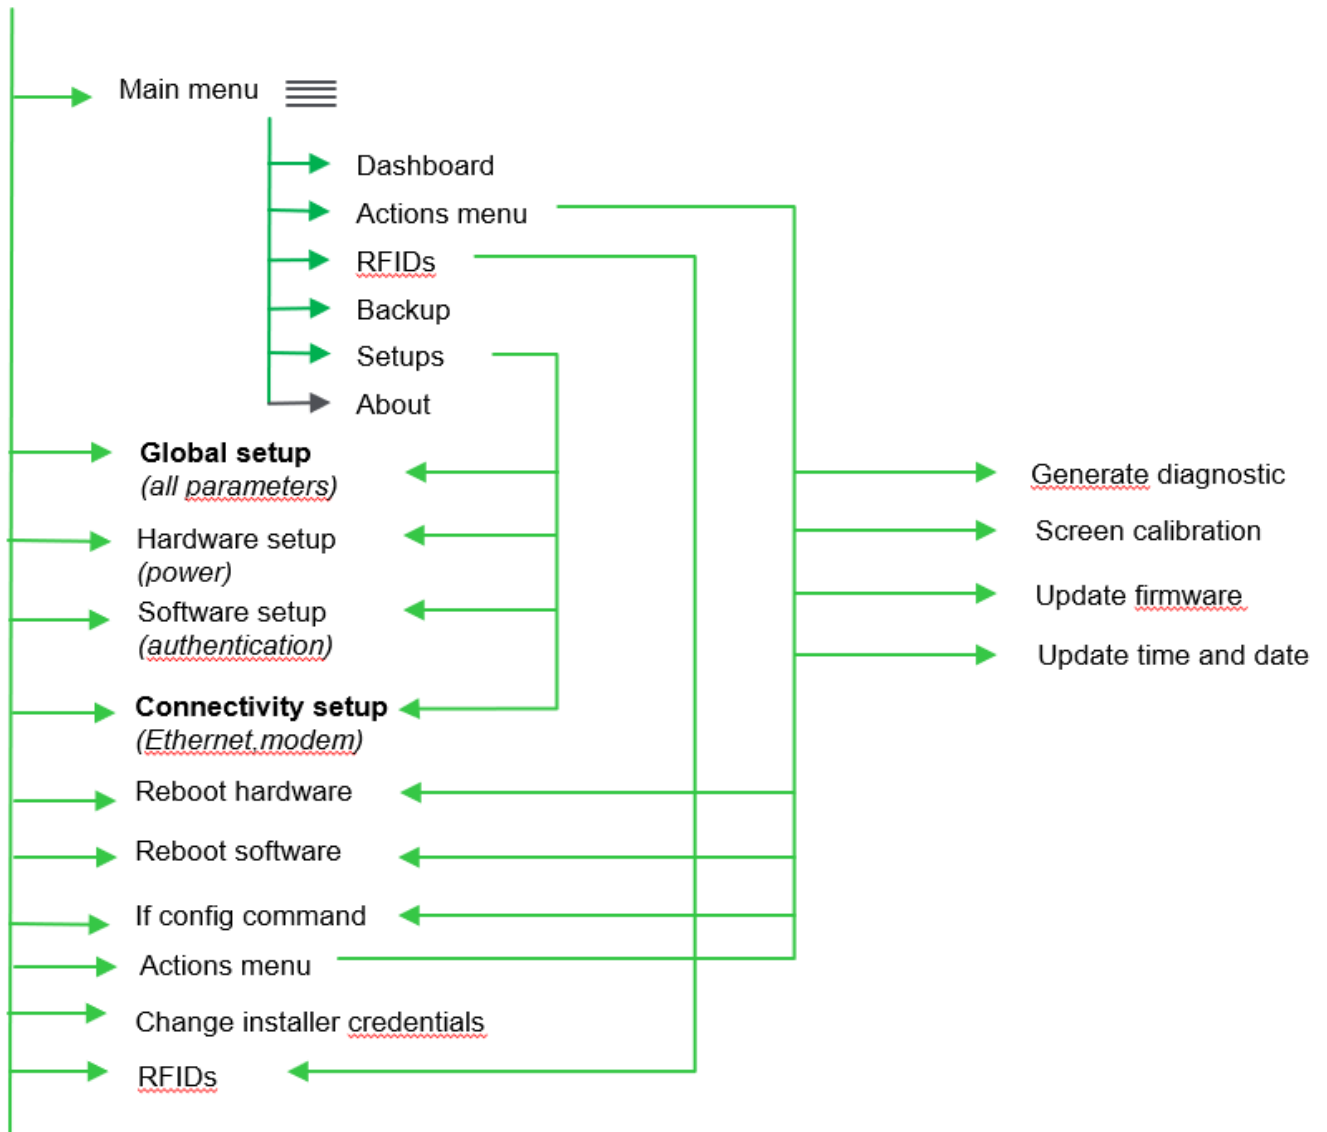 Main menu
Dashboard
Actions menu
RFIDs
Backup
Setups
About
Global setup
(all parameters)
Hardware setup
(power)
Software setup
(authentication)
Connectivity setup
(Ethernet,modem)
Reboot hardware
Reboot software
If config command
Actions menu
Change installer credentials
RFIDs
Generate diagnostic
Screen calibration
Update firmware
Update time and date